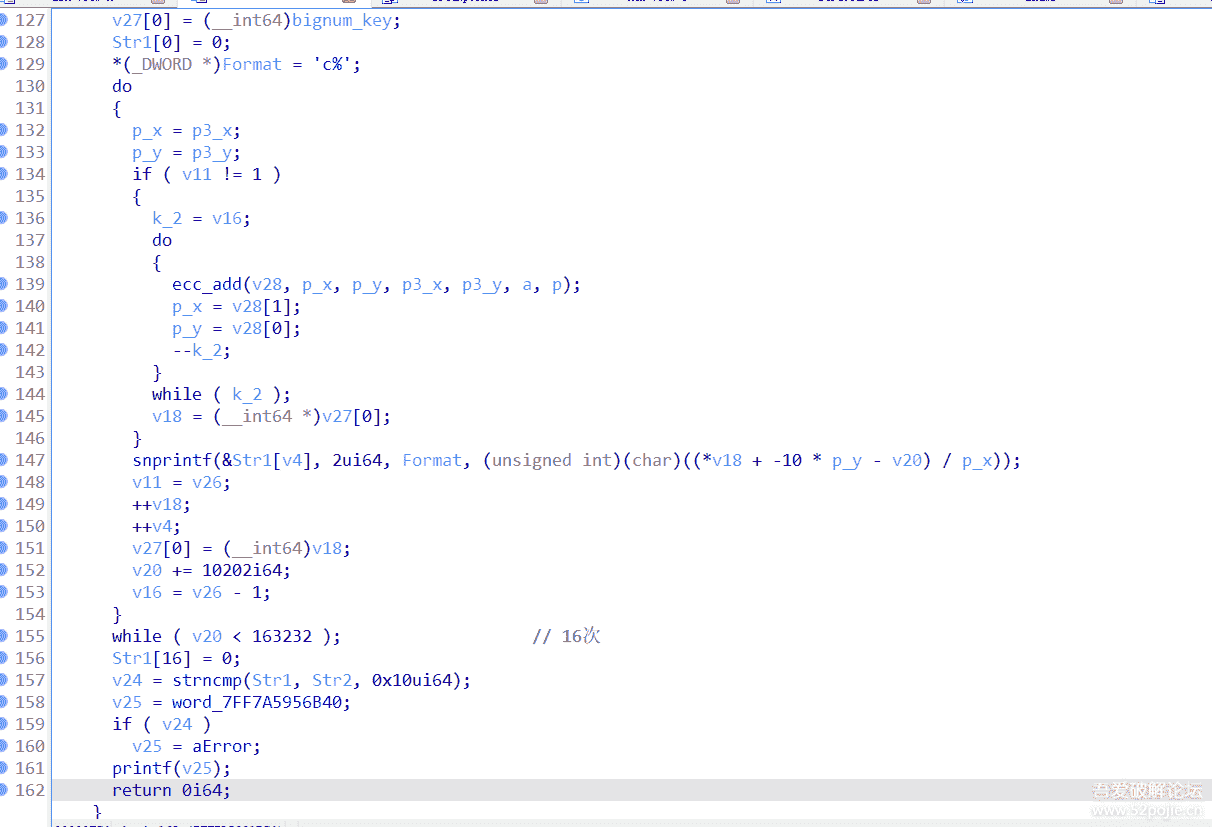 127 v27[0] = (__int64)bignum_key;
128 Str1[0] = 0;
129 *(_DWORD *)Format = 'c%';
130 do
131 {
132 p_x = p3_x;
133 p_y = p3_y;
134 if ( v11 != 1 )
135 {
136 k_2 = v16;
137 do
138 {
139 ecc_add(v28, p_x, p_y, p3_x, p3_y, a, p);
140 p_x = v28[1];
141 p_y = v28[0];
142 --k_2;
143 }
144 while ( k_2 );
145 v18 = (__int64 *)v27[0];
146 }
147 snprintf(&Str1[v4], 2ui64, Format, (unsigned int)(char)((*v18 + -10 * p_y - v20) / p_x));
148 v11 = v26;
149 ++v18;
150 ++v4;
151 v27[0] = (__int64)v18;
152 v20 += 10202i64;
153 v16 = v26 - 1;
154 }
155 while ( v20 < 163232 ); // 16次
156 Str1[16] = 0;
157 v24 = strncmp(Str1, Str2, 0x10ui64);
158 v25 = word_7FF7A5956B40;
159 if ( v24 )
160 v25 = aError;
161 printf(v25);
162 return 0i64;
}
吾爱破解论坛
www.52pojie.cn